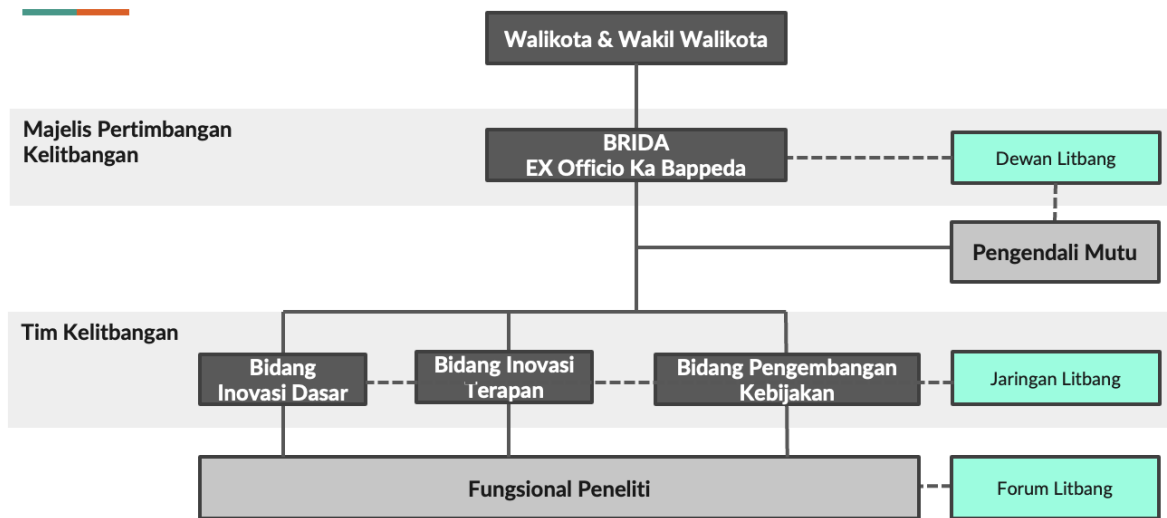 Walikota & Wakil Walikota
Majelis Pertimbangan
Kelitbangan
BRIDA
EX Officio Ka Bappeda
Dewan Litbang
Pengendali Mutu
Tim Kelitbangan
Bidang
Inovasi Dasar
Bidang Inovasi
Terapan
Bidang Pengembangan
Kebijakan
Jaringan Litbang
Fungsional Peneliti
Forum Litbang